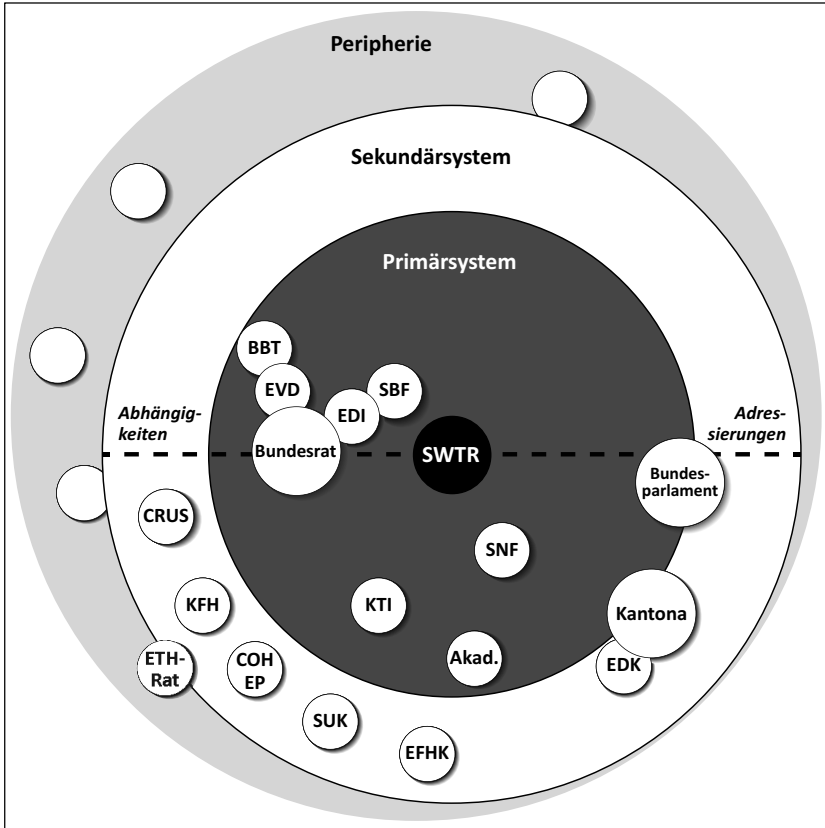 Peripherie
Sekundärsystem
Primärsystem
BBT
EVD
SBF
EDI
Abhängig-
keiten
Adres-
sierungen
Bundesrat
SWTR
Bundes-
parlament
CRUS
SNF
KFH
KTI
Kantona
ETH-
Rat
COH
EP
Akad.
EDK
SUK
EFHK